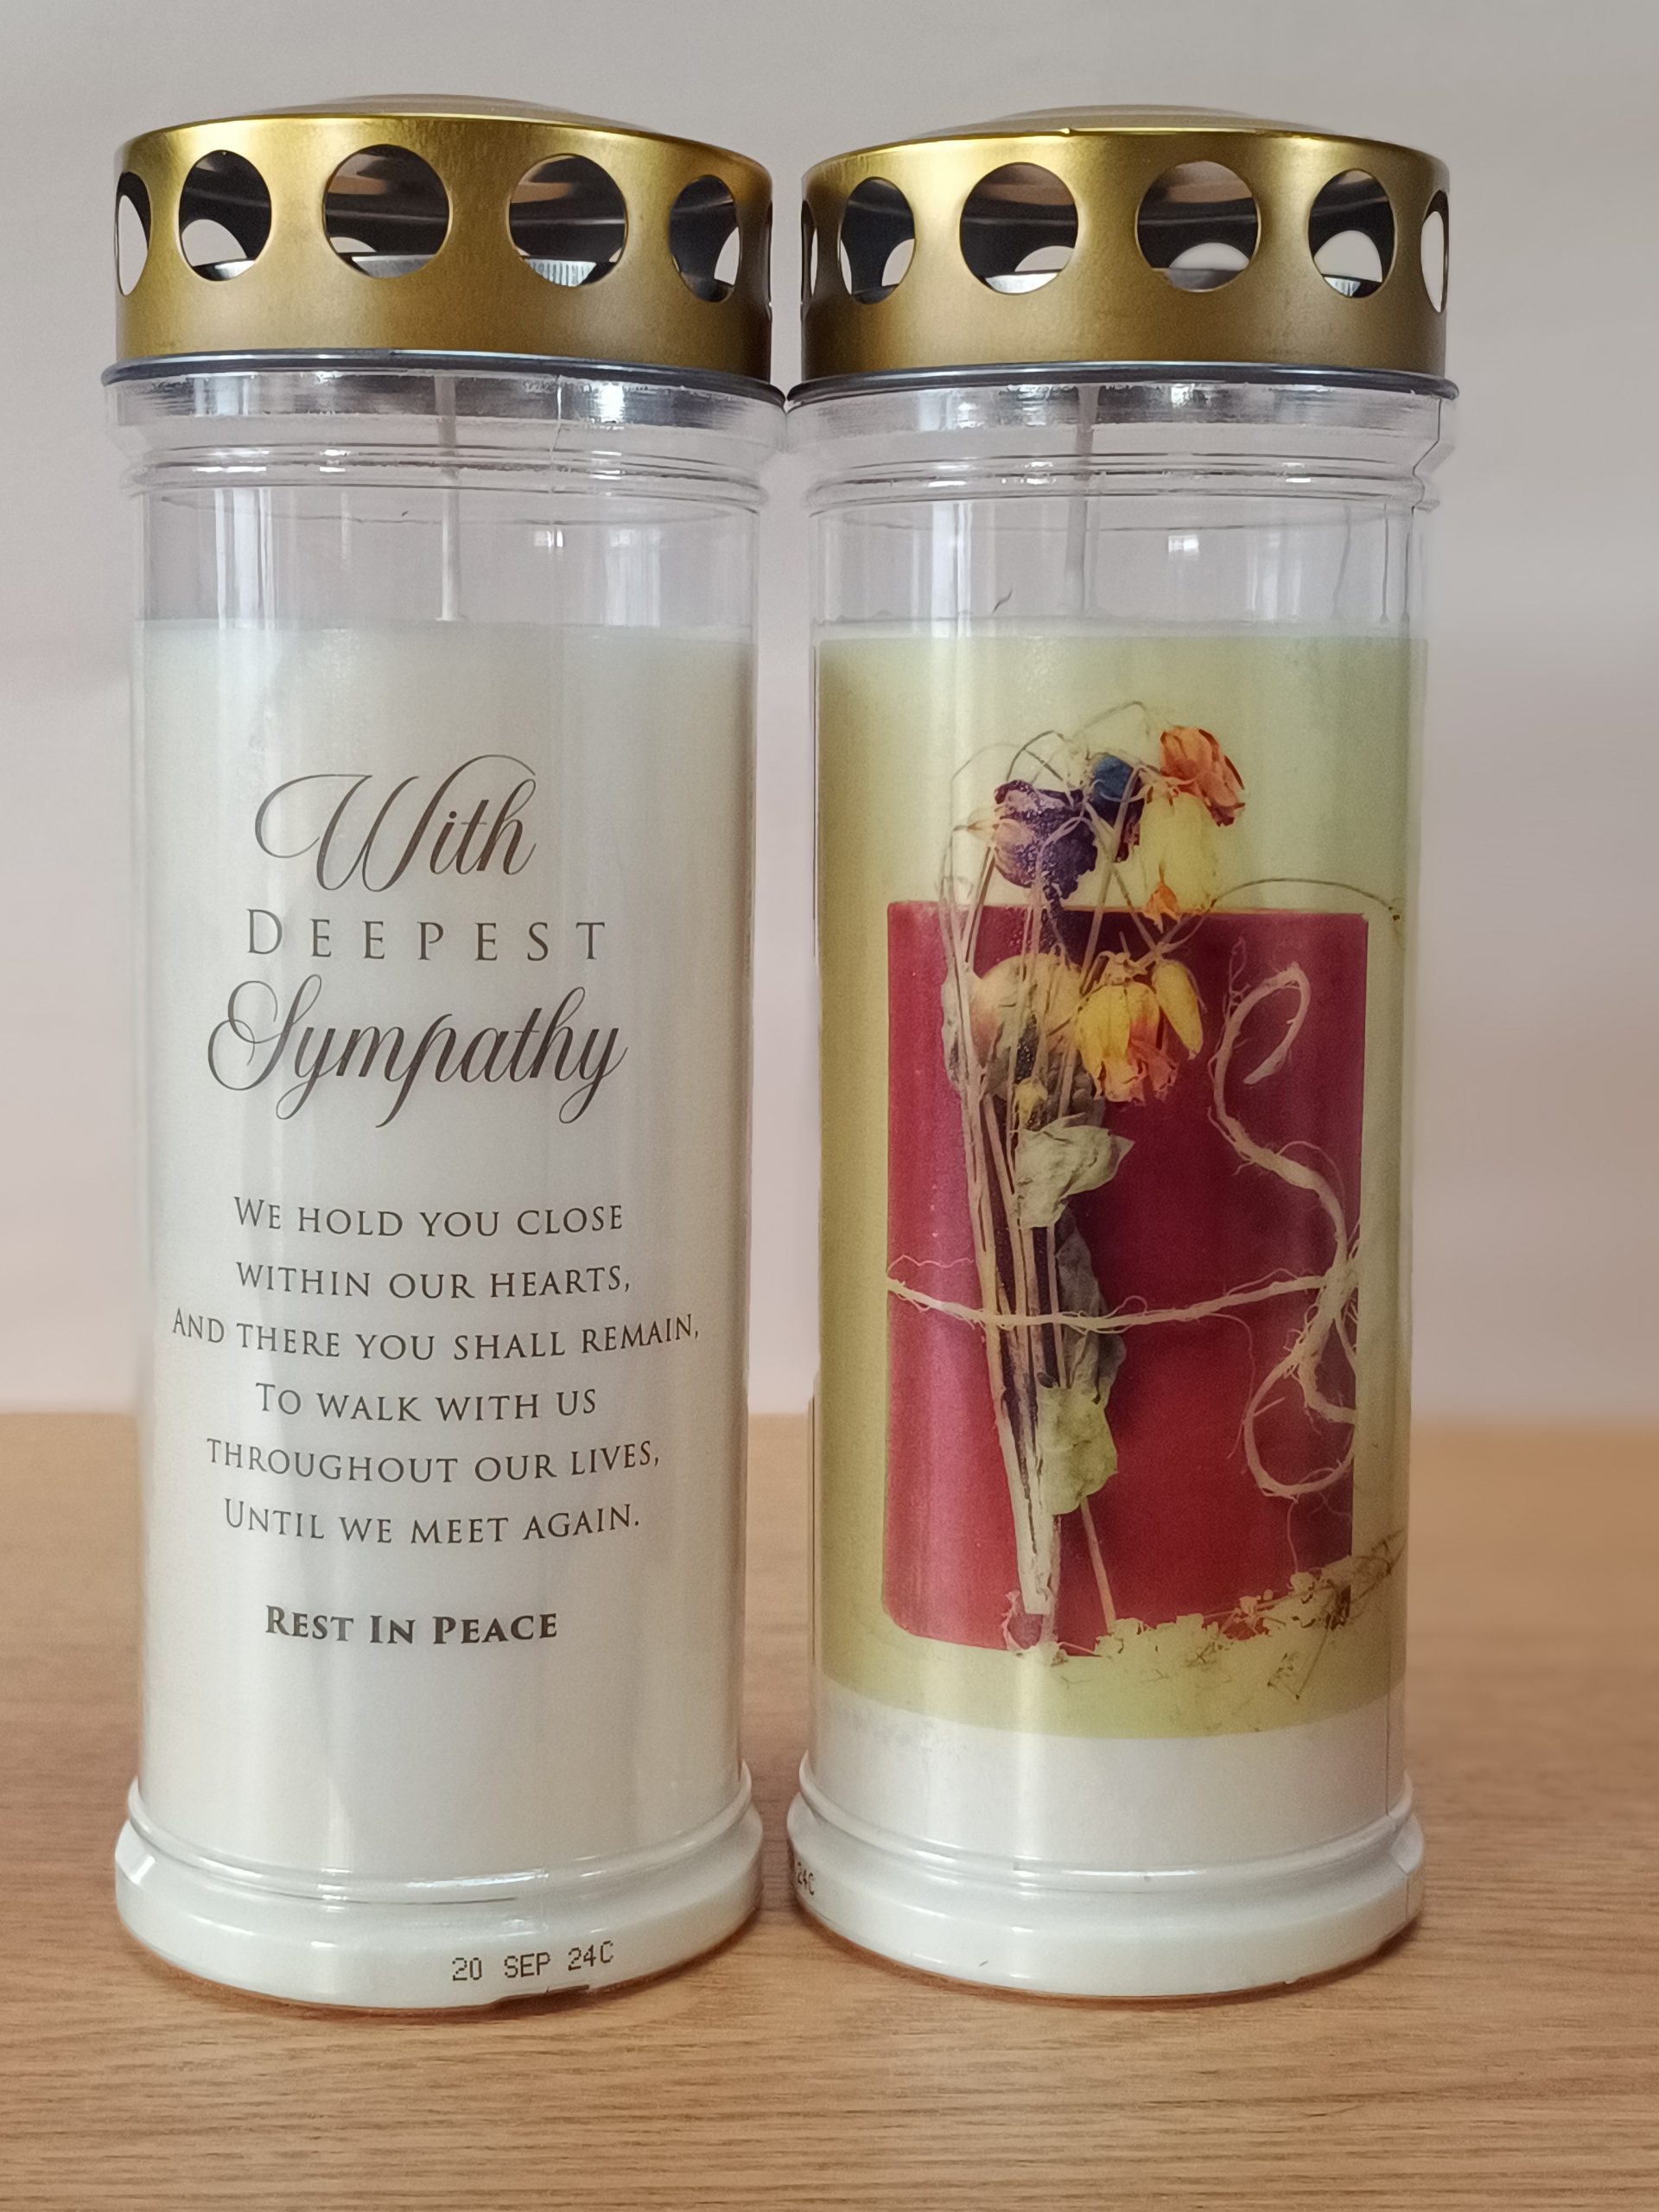 With
DEEPEST
Sympathy
WE HOLD YOU CLOSE
WITHIN OUR HEARTS,
AND THERE YOU SHALL REMAIN,
TO WALK WITH US
THROUGHOUT OUR LIVES,
UNTIL WE MEET AGAIN.
REST IN PEACE
20 SEP 24C
24C